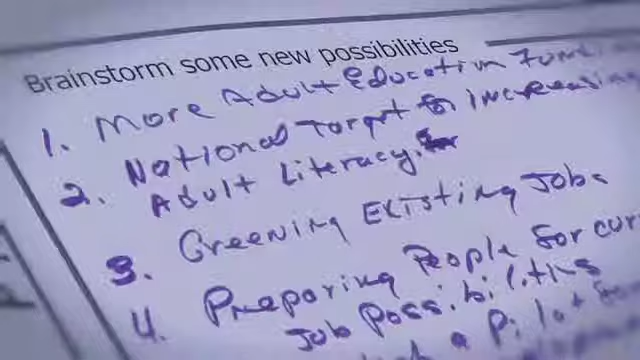 Brainstorm some new possibilities
1. More Adult Education
2. National Target for increasing
Adult Literacy.
3. Greening Existing Jobs
4. Preparing People for
Job Possibilities
a Pilot